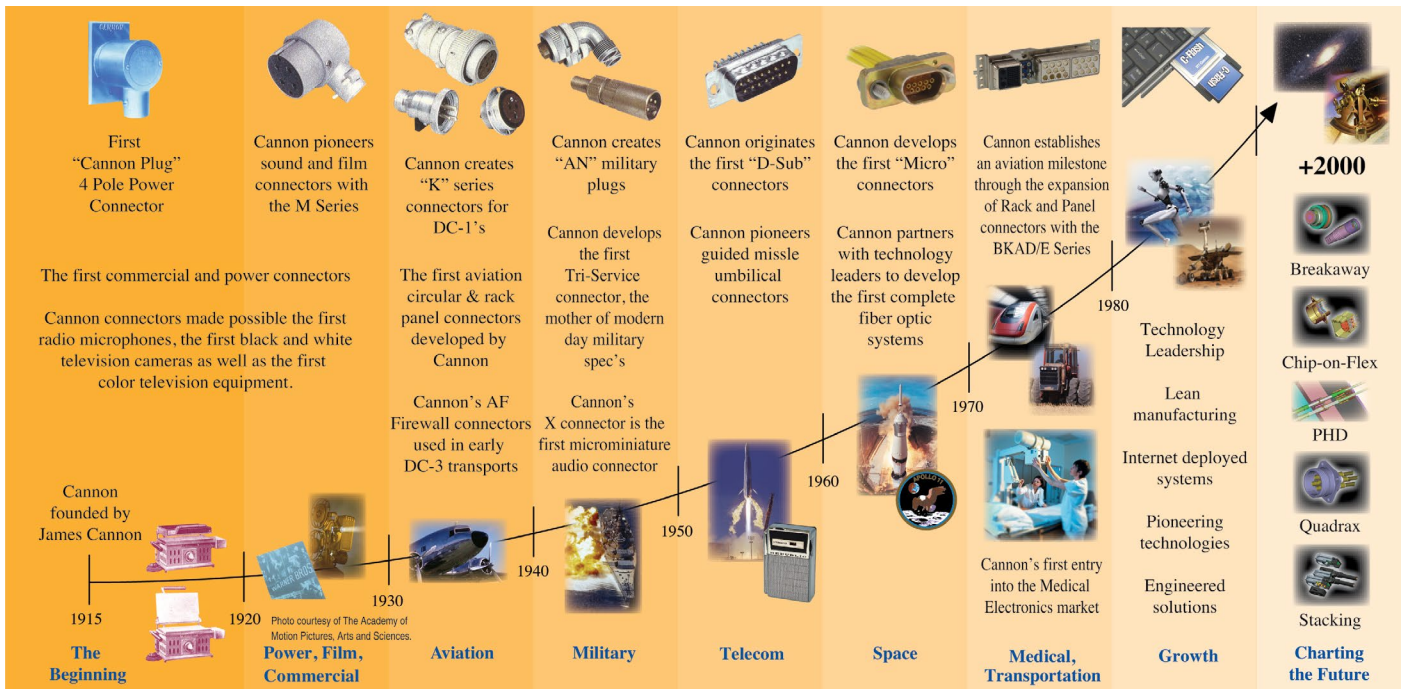 First
“Cannon Plug”
4 Pole Power
Connector
Cannon pioneers
sound and film
connectors with
the M Series
The first commercial and power connectors
Cannon connectors made possible the first
radio microphones, the first black and white
television cameras as well as the first
color television equipment.
Cannon
founded by
James Cannon
1915
The
Beginning
1920
WARNER BROS
Photo courtesy of The Academy of
Motion Pictures, Arts and Sciences.
Power, Film,
Commercial
1930
Cannon creates
“K” series
connectors for
DC-1's
The first aviation
circular & rack
panel connectors
developed by
Cannon
Cannon's AF
Firewall connectors
used in early
DC-3 transports
Aviation
1940
Cannon creates
“AN” military
plugs
Cannon develops
the first
Tri-Service
connector, the
mother of modern
day military
spec's
Cannon's
X connector is the
first microminiature
audio connector
Military
1950
Cannon originates
the first “D-Sub”
connectors
Cannon pioneers
guided missle
umbilical
connectors
Telecom
1960
Cannon develops
the first “Micro”
connectors
Cannon partners
with technology
leaders to develop
the first complete
fiber optic
systems
APOLLO 11
Space
1970
Cannon establishes
an aviation milestone
through the expansion
of Rack and Panel
connectors with the
BKAD/E Series
Cannon's first entry
into the Medical
Electronics market
Medical,
Transportation
1980
C-Flash
C-Flash
Technology
Leadership
Lean
manufacturing
Internet deployed
systems
Pioneering
technologies
Engineered
solutions
Growth
+2000
Breakaway
Chip-on-Flex
PHD
Quadrax
Stacking
Charting
the Future